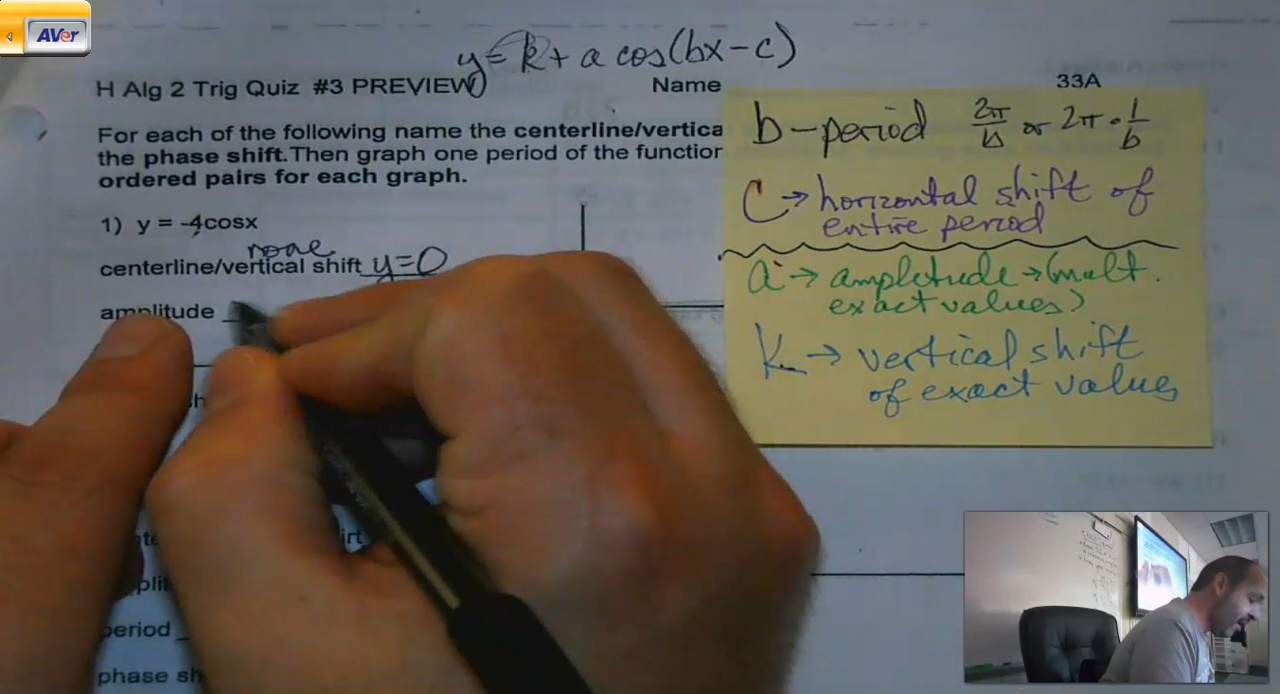 AVer
y = k + a cos(bx - c)
H Alg 2 Trig Quiz #3 PREVIEW
Name
33A
For each of the following name the centerline/vertica
the phase shift. Then graph one period of the function
ordered pairs for each graph.
1) y = -4cosx
none
centerline/vertical shift y=0
amplitude
period
phase sh
b-period 2π/b or 2π · 1/b
C → horizontal shift of
entire period
a → ampletude → (mult.
exact values)
K → vertical shift
of exact values